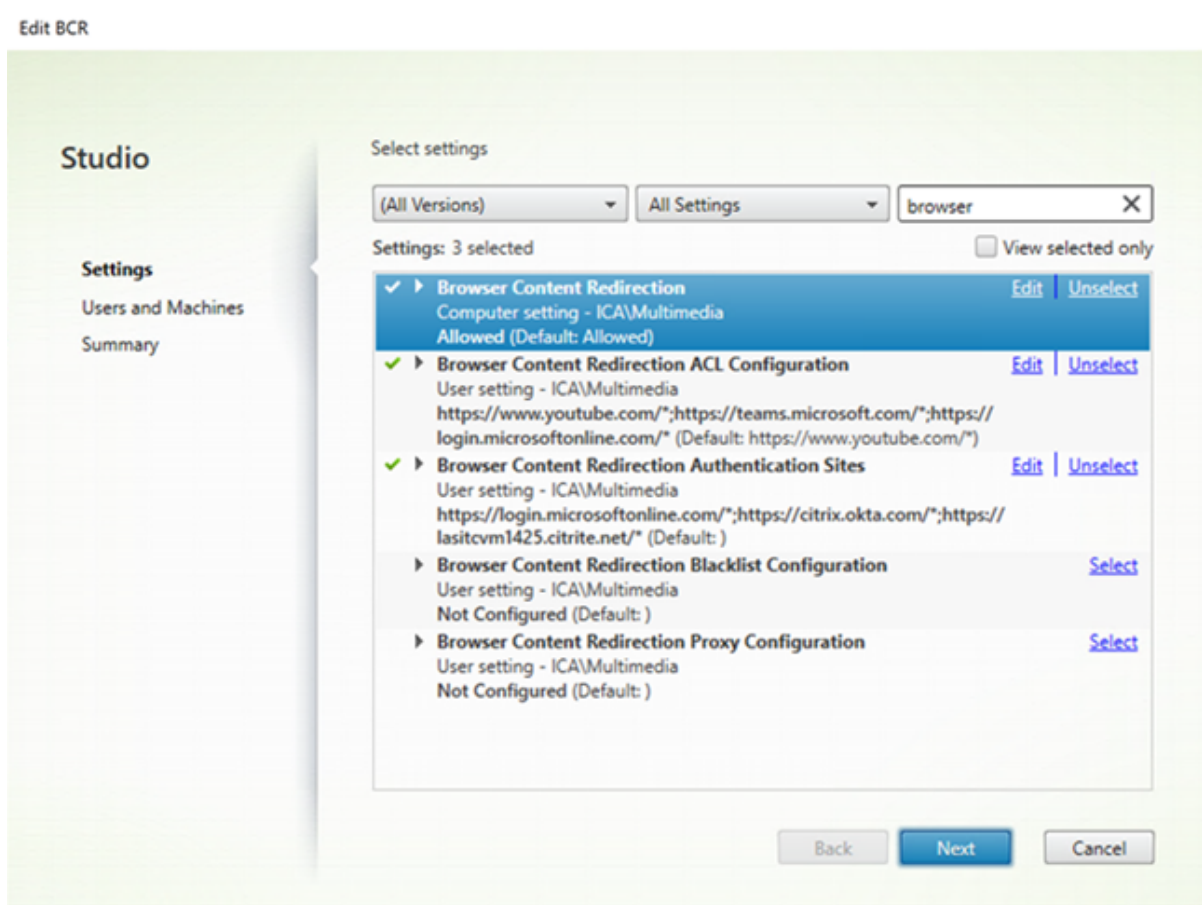 Edit BCR
Studio
Settings
Users and Machines
Summary
Select settings
(All Versions)
All Settings
browser
Settings: 3 selected
View selected only
Browser Content Redirection
Edit
Unselect
Computer setting - ICA\Multimedia
Allowed (Default: Allowed)
Browser Content Redirection ACL Configuration
Edit
Unselect
User setting - ICA\Multimedia
https://www.youtube.com/*;https://teams.microsoft.com/*;https://
login.microsoftonline.com/* (Default: https://www.youtube.com/*)
Browser Content Redirection Authentication Sites
Edit
Unselect
User setting - ICA\Multimedia
https://login.microsoftonline.com/*;https://citrix.okta.com/*;https://
lasitcvm1425.citrite.net/* (Default: )
Browser Content Redirection Blacklist Configuration
Select
User setting - ICA\Multimedia
Not Configured (Default: )
Browser Content Redirection Proxy Configuration
Select
User setting - ICA\Multimedia
Not Configured (Default: )
Back
Next
Cancel